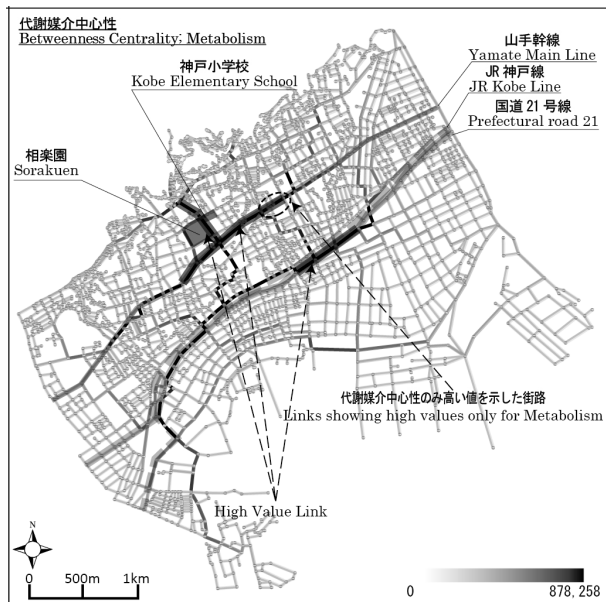 代謝媒介中心性
Betweenness Centrality; Metabolism
神戸小学校
Kobe Elementary School
山手幹線
Yamate Main Line
JR 神戸線
JR Kobe Line
国道 21 号線
Prefectural road 21
相楽園
Sorakuen
代謝媒介中心性のみ高い値を示した街路
Links showing high values only for Metabolism
High Value Link
N
0 500m 1km
0 878, 258